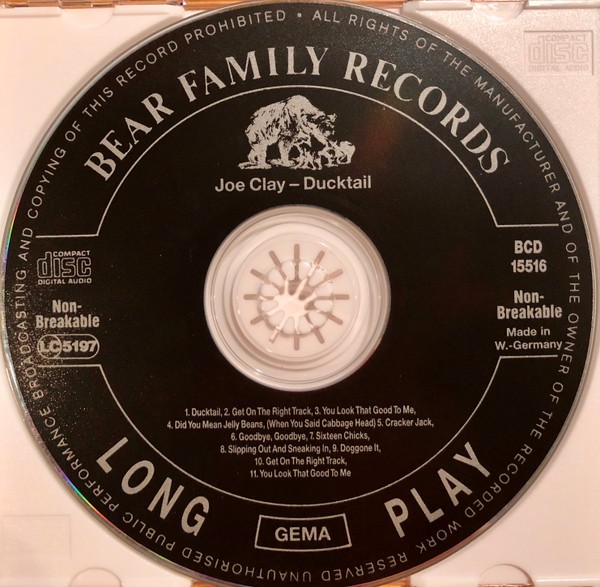 ALL RIGHTS OF THE MANUFACTURER AND OF THE OWNER OF THE RECORDED WORK RESERVED UNAUTHORISED PUBLIC PERFORMANCE BROADCASTING AND COPYING OF THIS RECORD PROHIBITED •
BEAR FAMILY RECORDS
Joe Clay – Ducktail
COMPACT
disc
DIGITAL AUDIO
BCD
15516
Non-
Breakable
LC 5197
Non-
Breakable
Made in
W.-Germany
1. Ducktail, 2. Get On The Right Track, 3. You Look That Good To Me,
4. Did You Mean Jelly Beans, (When You Said Cabbage Head) 5. Cracker Jack,
6. Goodbye, Goodbye, 7. Sixteen Chicks,
8. Slipping Out And Sneaking In, 9. Doggone It,
10. Get On The Right Track,
11. You Look That Good To Me
LONG PLAY
GEMA
COMPACT
disc
DIGITAL AUDIO